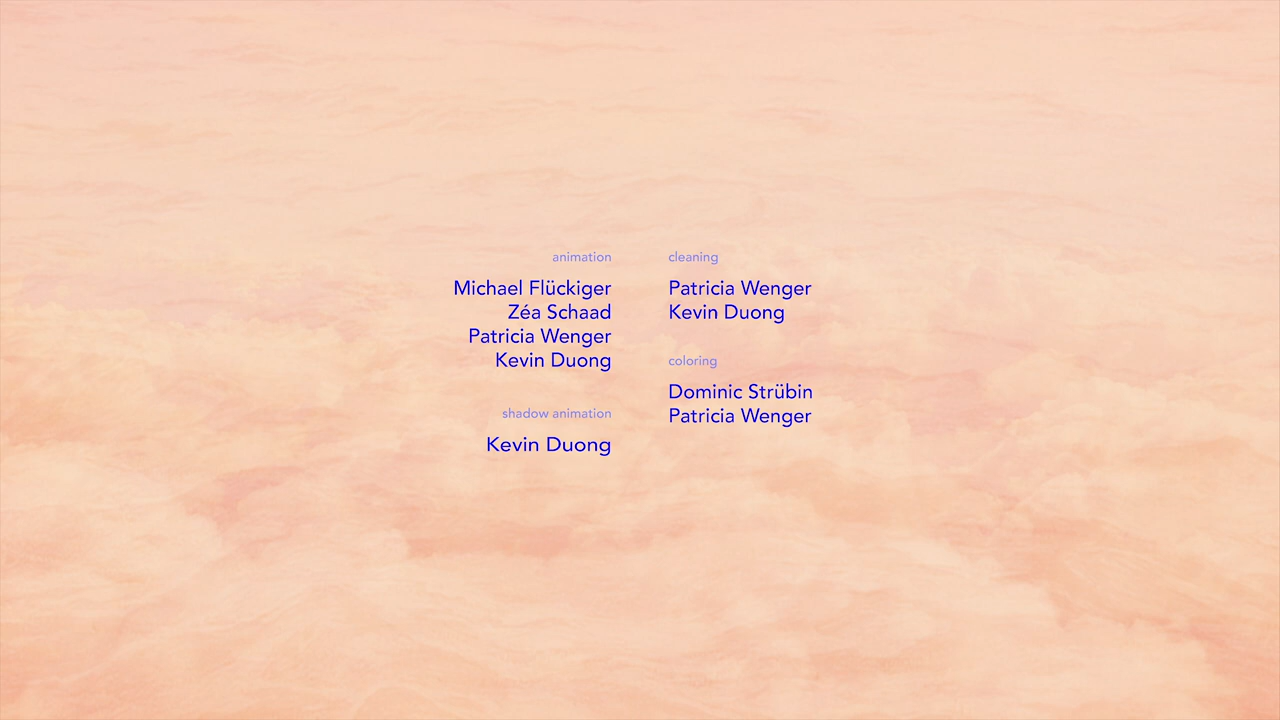 animation
Michael Flückiger
Zéa Schaad
Patricia Wenger
Kevin Duong
shadow animation
Kevin Duong
cleaning
Patricia Wenger
Kevin Duong
coloring
Dominic Strübin
Patricia Wenger